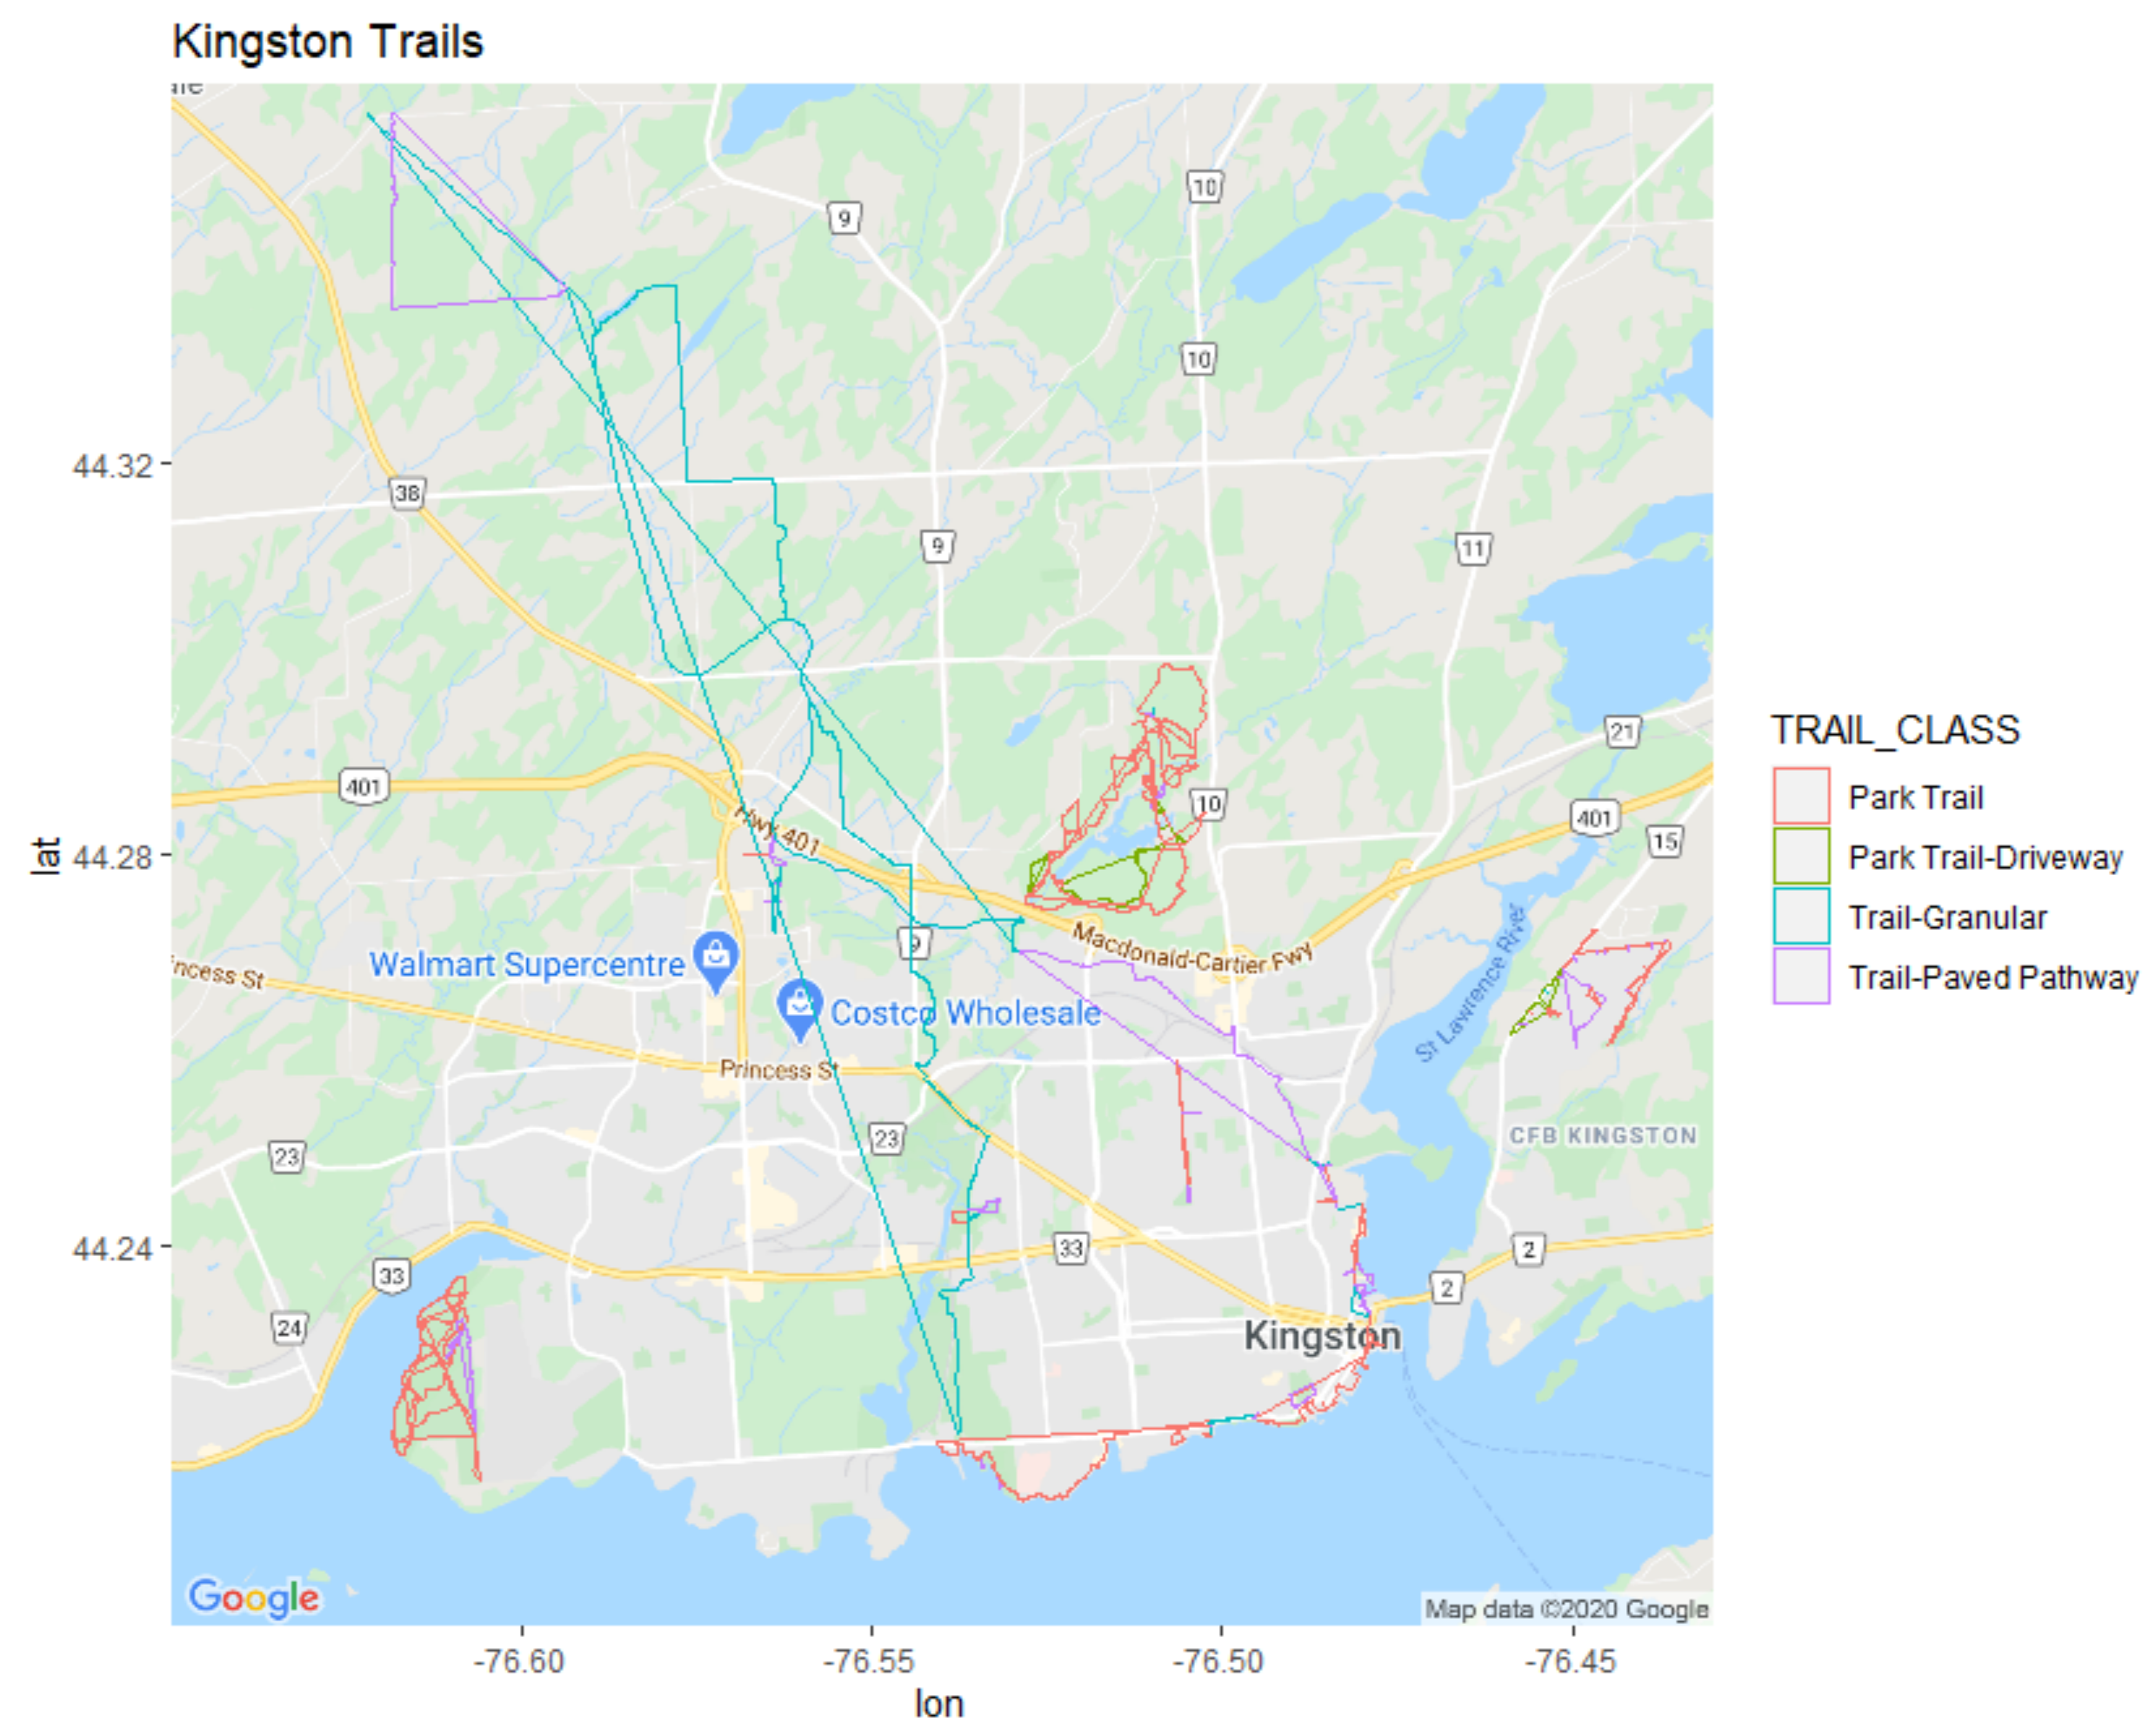 Kingston Trails
10
9
10
44.32
38
9
11
21
401
10
401
15
Hwy 401
lat
44.28
TRAIL_CLASS
Park Trail
Park Trail-Driveway
Trail-Granular
Trail-Paved Pathway
9
Macdonald-Cartier Fwy
St Lawrence River
Walmart Supercentre
ncess St
Costco Wholesale
Princess St
23
23
CFB KINGSTON
44.24
33
33
2
2
24
Kingston
Google
Map data ©2020 Google
-76.60
-76.55
-76.50
-76.45
lon